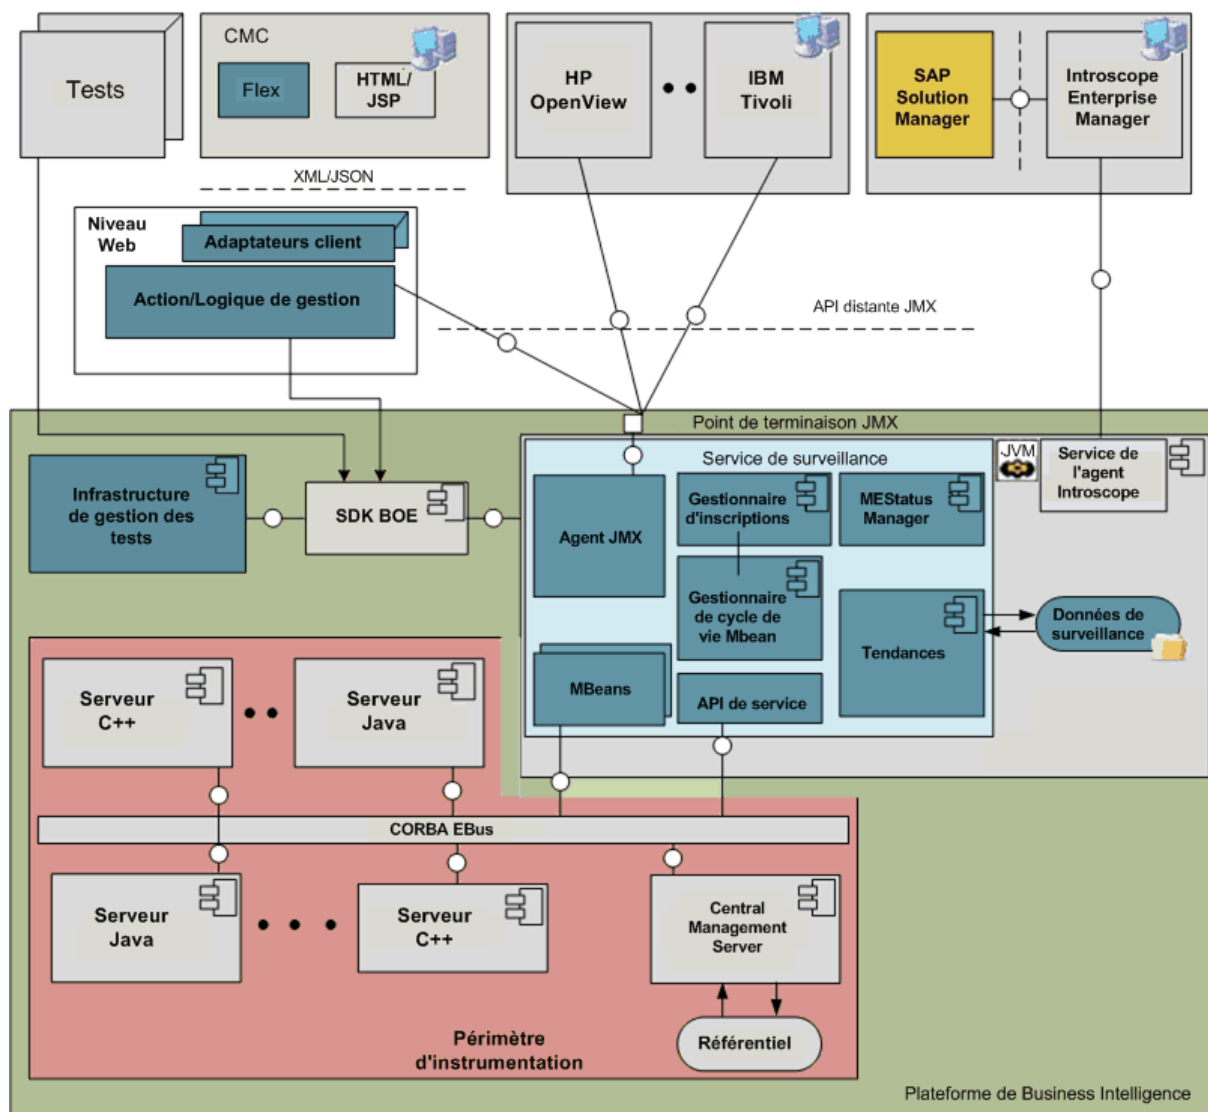 Tests
CMC
Flex
HTML/
JSP
HP
OpenView
IBM
Tivoli
SAP
Solution
Manager
Introscope
Enterprise
Manager
XML/JSON
Niveau
Web
Adaptateurs client
Action/Logique de gestion
API distante JMX
Point de terminaison JMX
Infrastructure
de gestion des
tests
SDK BOE
Service de surveillance
Agent JMX
Gestionnaire
d'inscriptions
MEStatus
Manager
JVM
Service de
l'agent
Introscope
Gestionnaire
de cycle de
vie Mbean
Tendances
Données de
surveillance
MBeans
API de service
Serveur
C++
Serveur
Java
CORBA EBus
Serveur
Java
Serveur
C++
Central
Management
Server
Référentiel
Périmètre
d'instrumentation
Plateforme de Business Intelligence